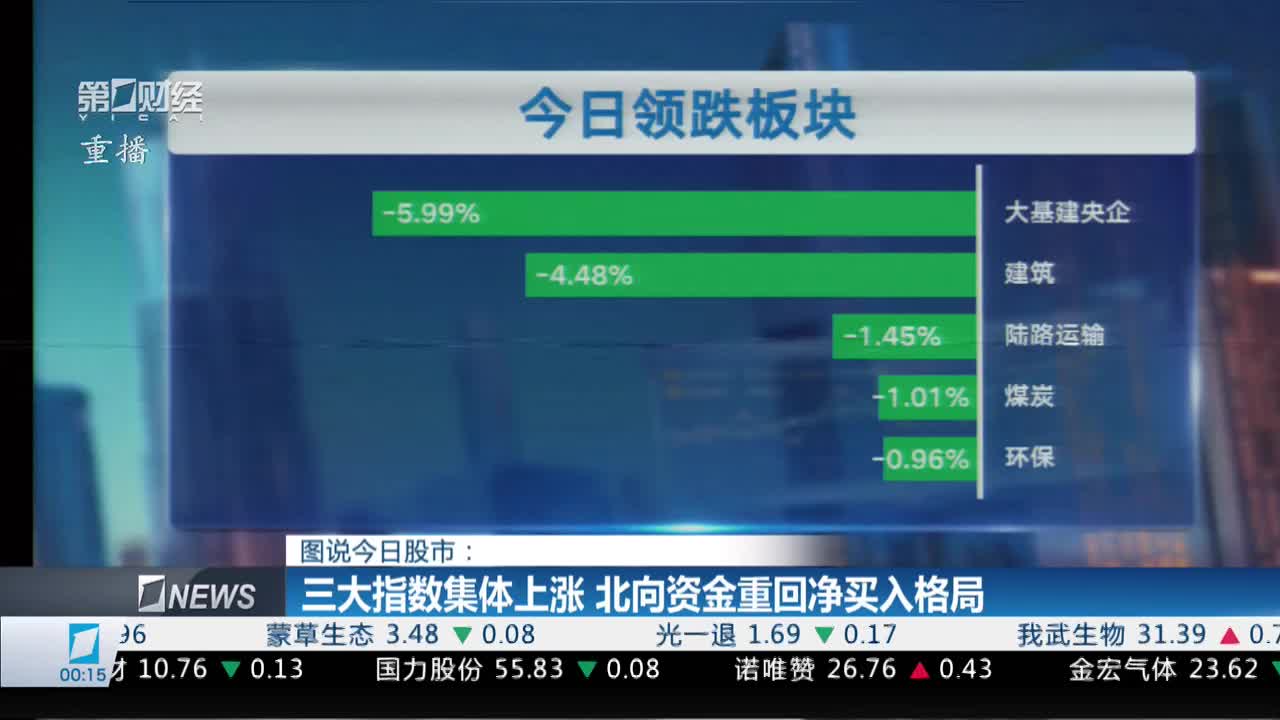 第一财经
YICAI
重播
今日领跌板块
-5.99% 大基建央企
-4.48% 建筑
-1.45% 陆路运输
-1.01% 煤炭
-0.96% 环保
图说今日股市：
NEWS 三大指数集体上涨 北向资金重回净买入格局
96 蒙草生态 3.48 ▼ 0.08 光一退 1.69 ▼ 0.17 我武生物 31.39 ▲ 0.7
00:15 财 10.76 ▼ 0.13 国力股份 55.83 ▼ 0.08 诺唯赞 26.76 ▲ 0.43 金宏气体 23.62 ▼